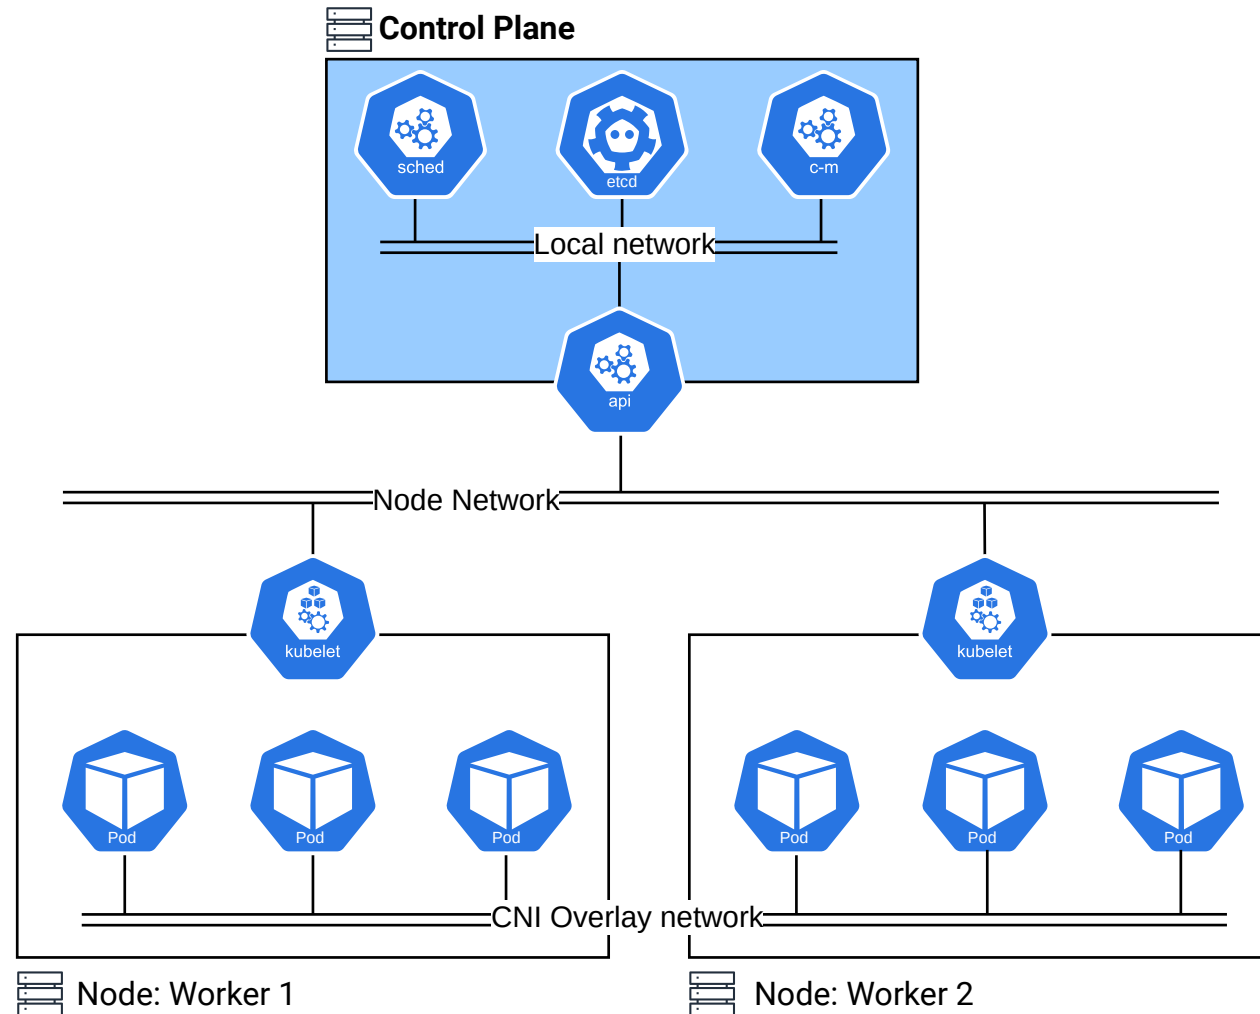 Control Plane
sched
etcd
c-m
Local network
api
Node Network
kubelet
kubelet
Pod
Pod
Pod
Pod
Pod
Pod
CNI Overlay network
Node: Worker 1
Node: Worker 2